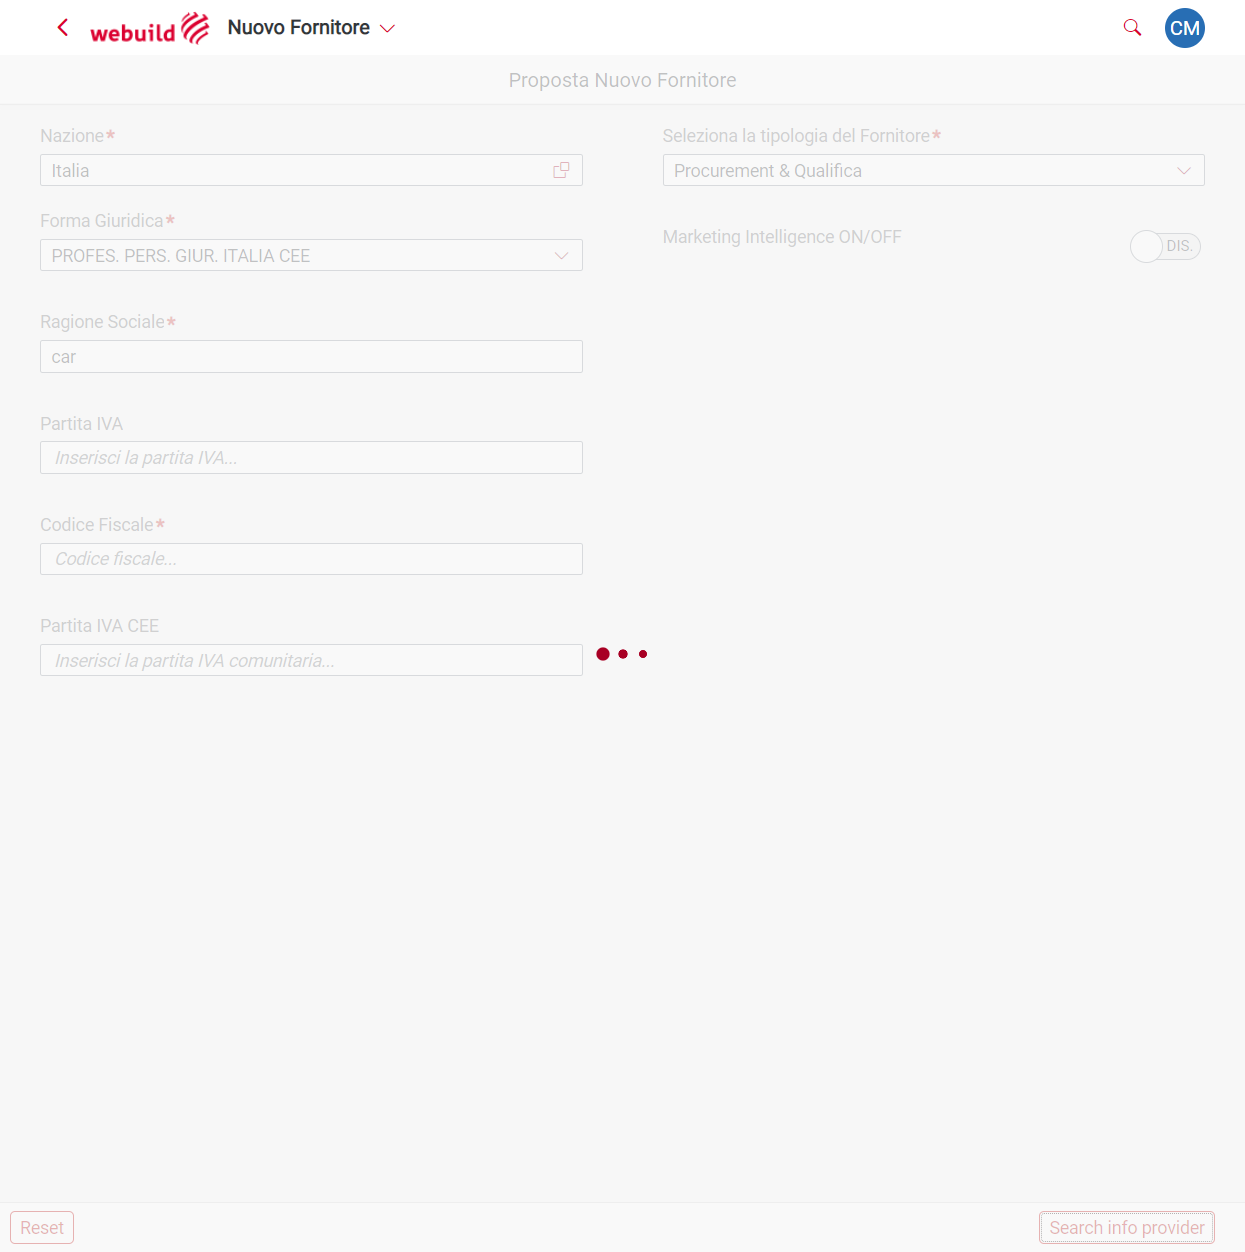 webuild Nuovo Fornitore CM
Proposta Nuovo Fornitore
Nazione*
Italia
Forma Giuridica*
PROFES. PERS. GIUR. ITALIA CEE
Ragione Sociale*
car
Partita IVA
Inserisci la partita IVA...
Codice Fiscale*
Codice fiscale...
Partita IVA CEE
Inserisci la partita IVA comunitaria...
Seleziona la tipologia del Fornitore*
Procurement & Qualifica
Marketing Intelligence ON/OFF DIS.
Reset Search info provider